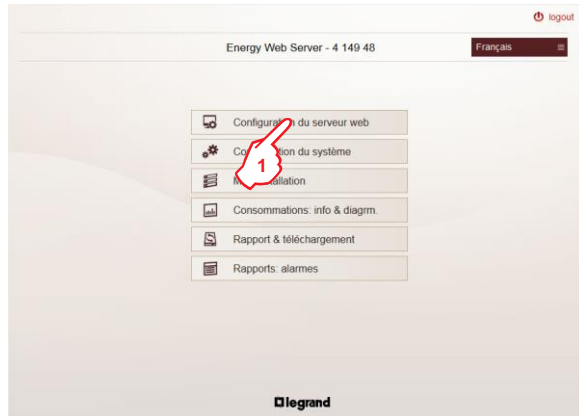 logout
Energy Web Server - 4 149 48
Français
Configuration du serveur web
du système
1
Consommations: info & diagrm.
Rapport & téléchargement
Rapports: alarmes
legrand